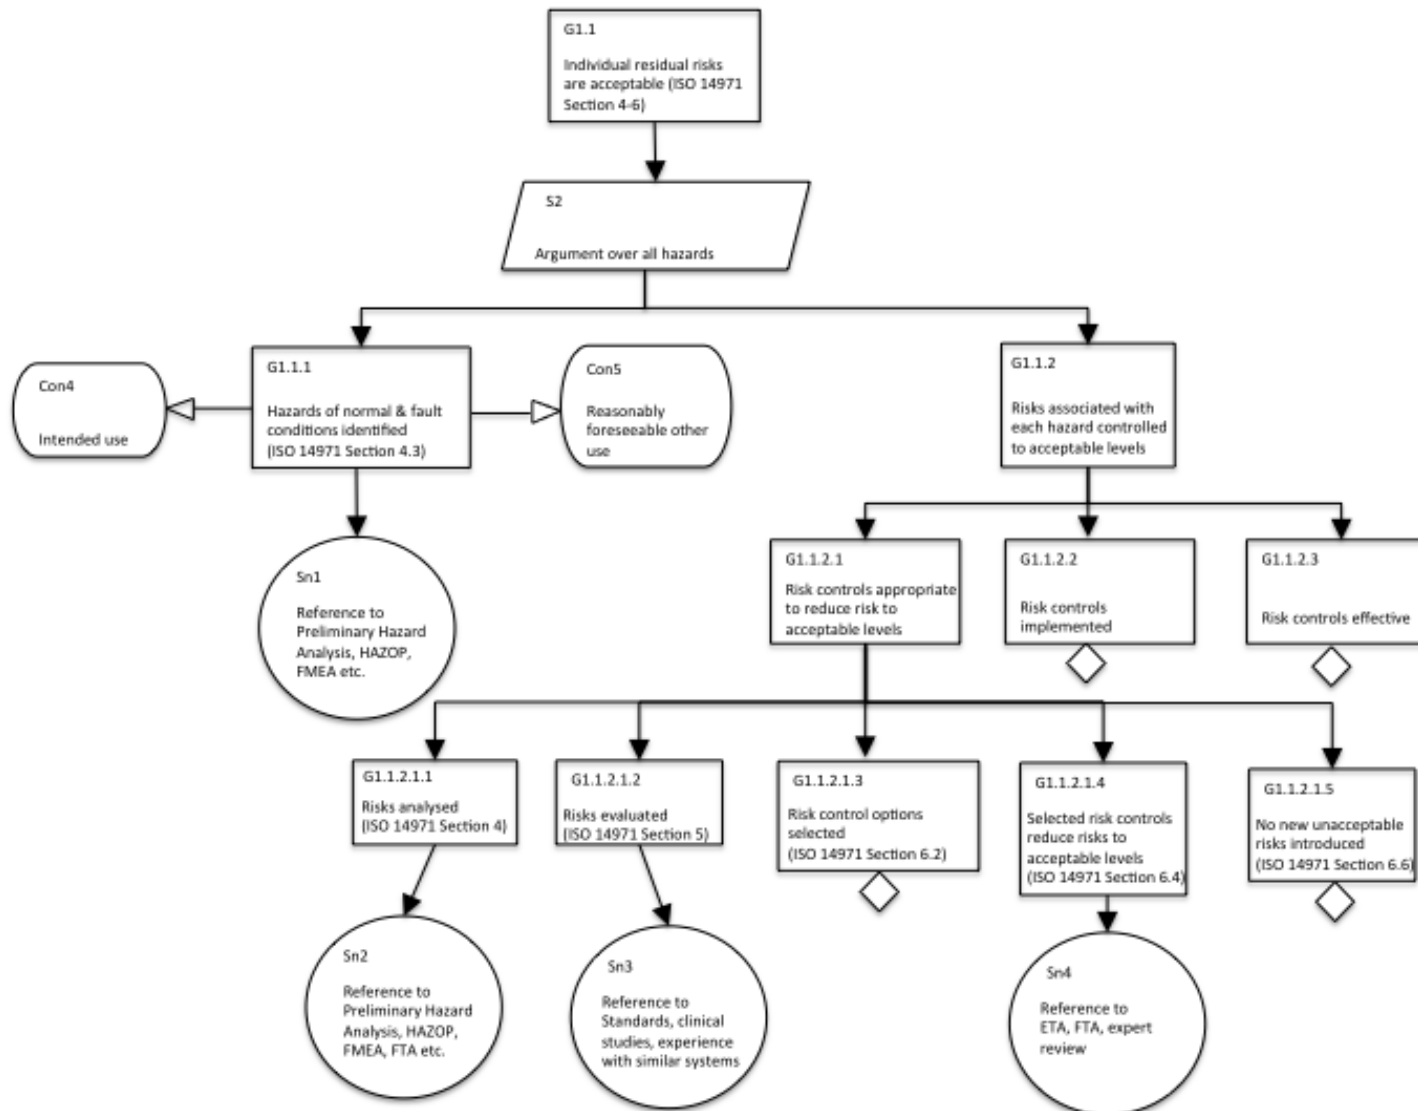 G1.1
Individual residual risks
are acceptable (ISO 14971
Section 4-6)
S2
Argument over all hazards
Con4
Intended use
G1.1.1
Hazards of normal & fault
conditions identified
(ISO 14971 Section 4.3)
Con5
Reasonably
foreseeable other
use
G1.1.2
Risks associated with
each hazard controlled
to acceptable levels
Sn1
Reference to
Preliminary Hazard
Analysis, HAZOP,
FMEA etc.
G1.1.2.1
Risk controls appropriate
to reduce risk to
acceptable levels
G1.1.2.2
Risk controls
implemented
G1.1.2.3
Risk controls effective
G1.1.2.1.1
Risks analysed
(ISO 14971 Section 4)
G1.1.2.1.2
Risks evaluated
(ISO 14971 Section 5)
G1.1.2.1.3
Risk control options
selected
(ISO 14971 Section 6.2)
G1.1.2.1.4
Selected risk controls
reduce risks to
acceptable levels
(ISO 14971 Section 6.4)
G1.1.2.1.5
No new unacceptable
risks introduced
(ISO 14971 Section 6.6)
Sn2
Reference to
Preliminary Hazard
Analysis, HAZOP,
FMEA, FTA etc.
Sn3
Reference to
Standards, clinical
studies, experience
with similar systems
Sn4
Reference to
ETA, FTA, expert
review